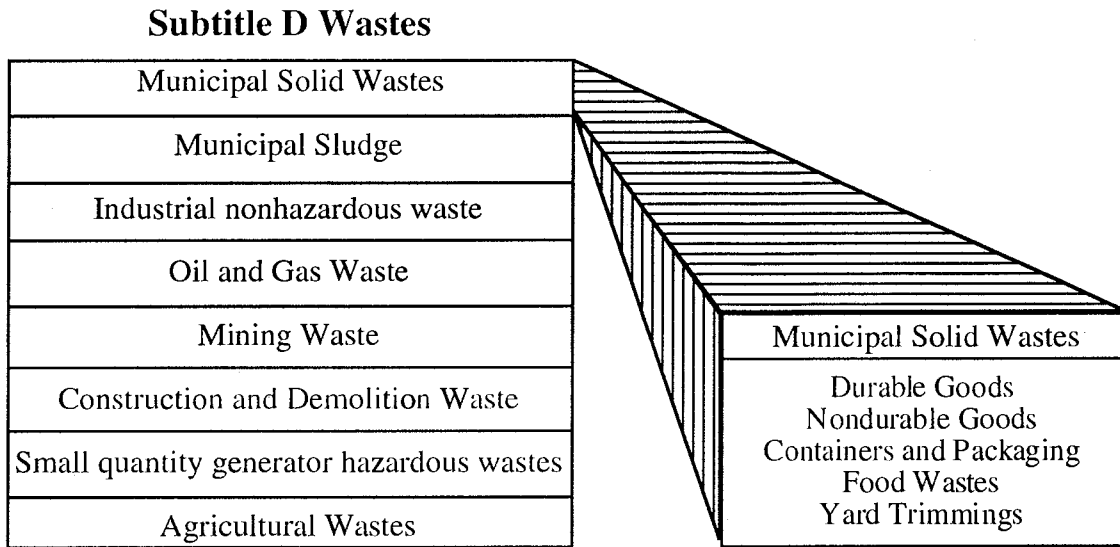 Subtitle D Wastes
Municipal Solid Wastes
Municipal Sludge
Industrial nonhazardous waste
Oil and Gas Waste
Mining Waste
Construction and Demolition Waste
Small quantity generator hazardous wastes
Agricultural Wastes
Municipal Solid Wastes
Durable Goods
Nondurable Goods
Containers and Packaging
Food Wastes
Yard Trimmings